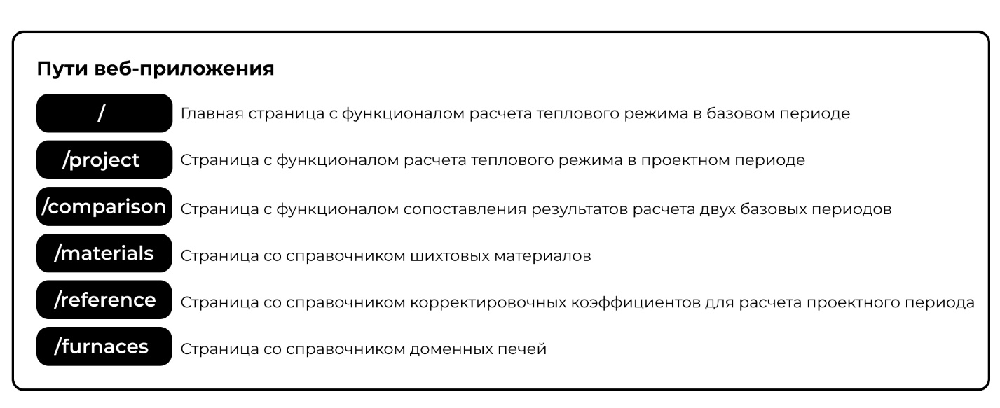 Пути веб-приложения
/ Главная страница с функционалом расчета теплового режима в базовом периоде
/project Страница с функционалом расчета теплового режима в проектном периоде
/comparison Страница с функционалом сопоставления результатов расчета двух базовых периодов
/materials Страница со справочником шихтовых материалов
/reference Страница со справочником корректировочных коэффициентов для расчета проектного периода
/furnaces Страница со справочником доменных печей